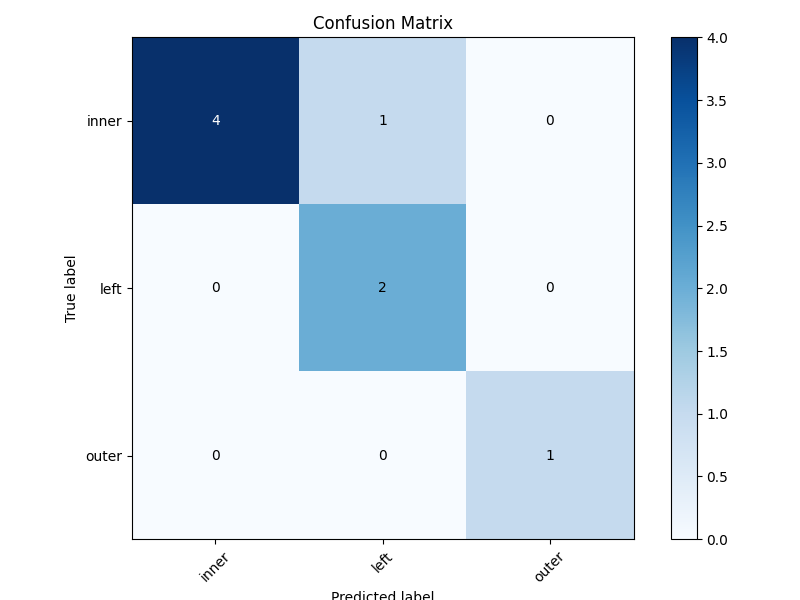 Confusion Matrix
inner 4 1 0
left 0 2 0
outer 0 0 1
inner left outer
True label
Predicted label
4.0
3.5
3.0
2.5
2.0
1.5
1.0
0.5
0.0